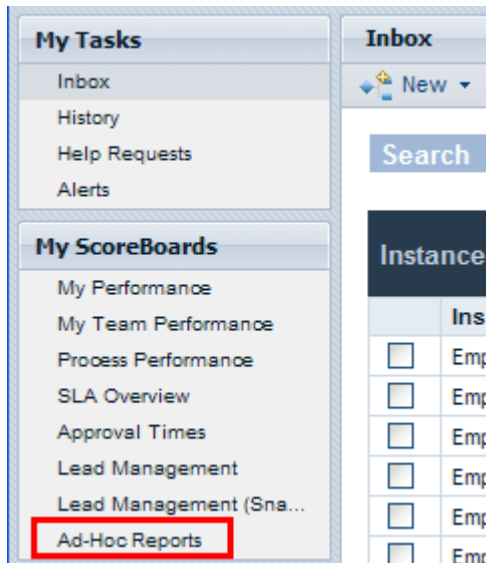 My Tasks
Inbox
History
Help Requests
Alerts
My ScoreBoards
My Performance
My Team Performance
Process Performance
SLA Overview
Approval Times
Lead Management
Lead Management (Sna...
Ad-Hoc Reports
Inbox
New
Search
Instance
Ins
Emp
Emp
Emp
Emp
Emp
Emp